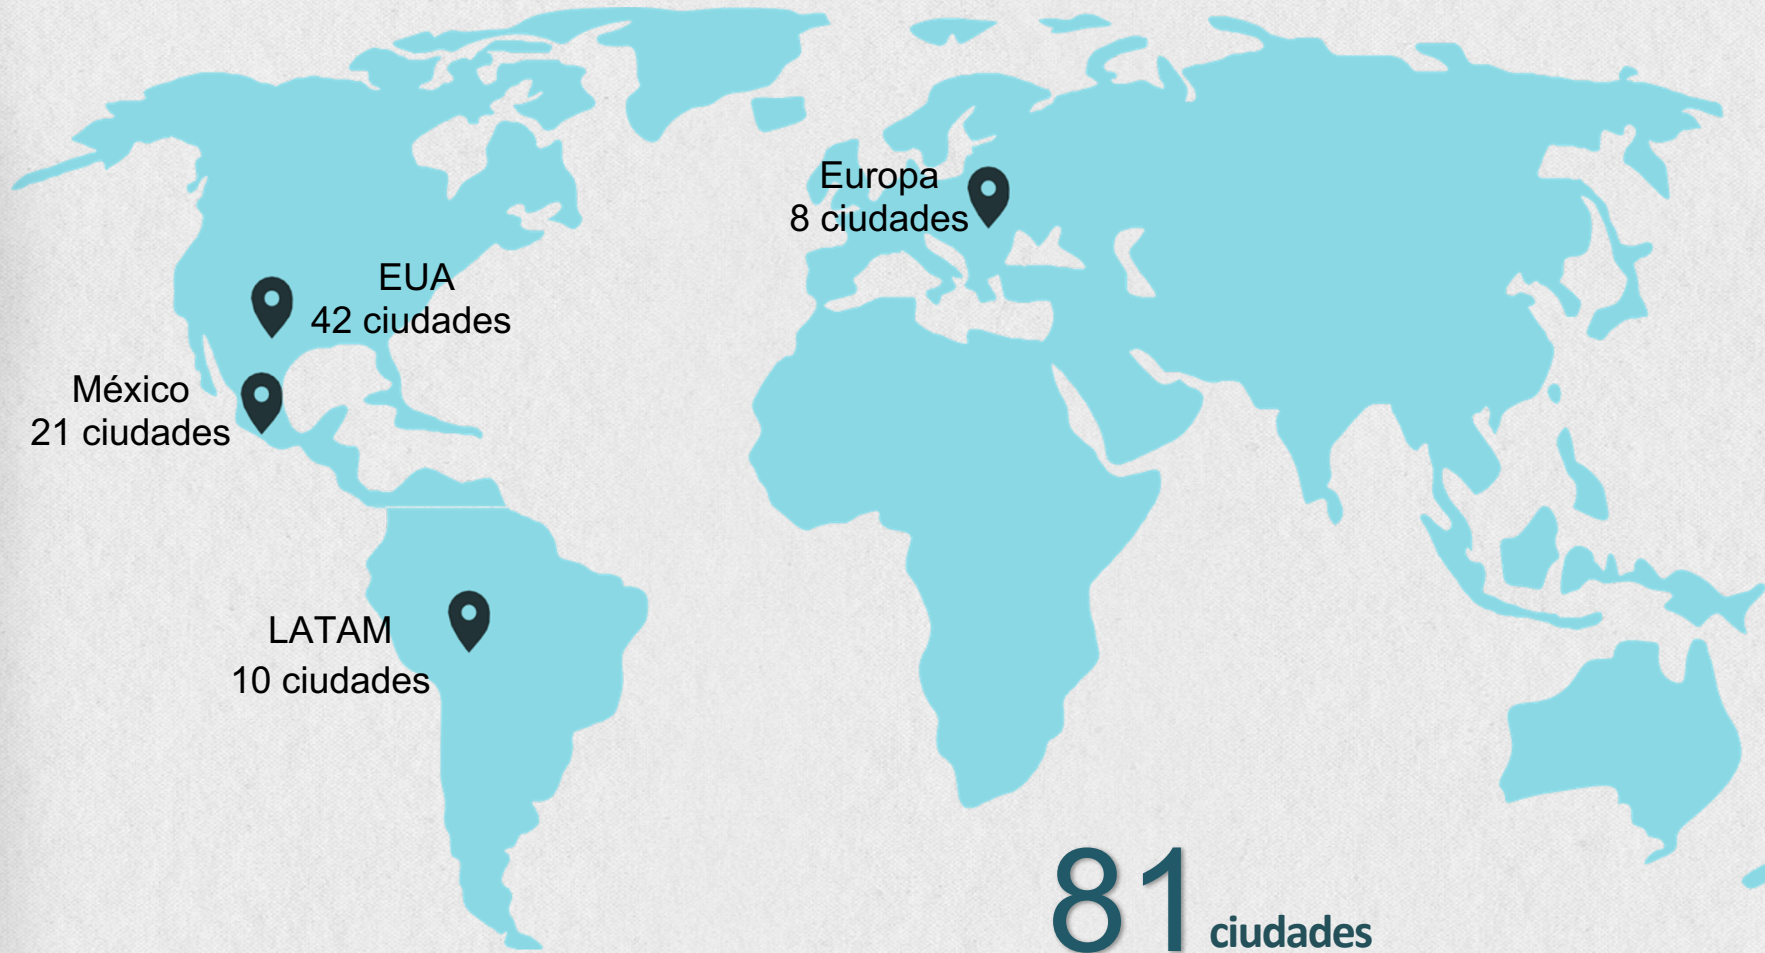 Europa
8 ciudades
EUA
42 ciudades
México
21 ciudades
LATAM
10 ciudades
81 ciudades